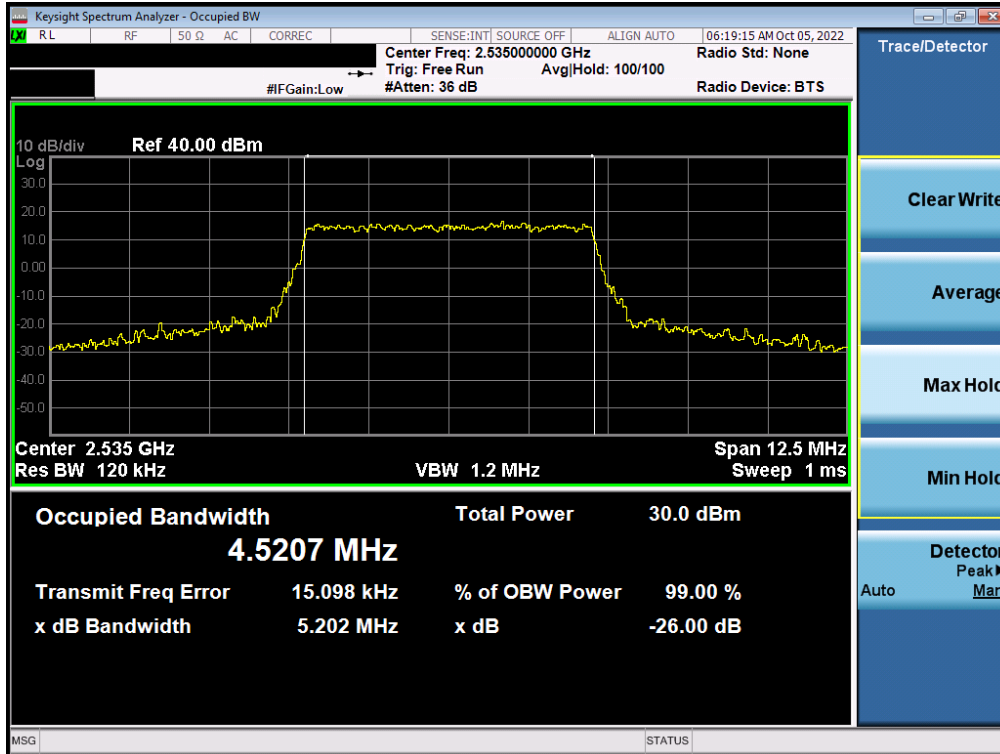 Keysight Spectrum Analyzer - Occupied BW
LXI RL RF 50 Ω AC CORREC SENSE:INT SOURCE OFF ALIGN AUTO 06:19:15 AM Oct 05, 2022
Center Freq: 2.535000000 GHz Radio Std: None
Trig: Free Run Avg|Hold: 100/100
#IFGain:Low #Atten: 36 dB Radio Device: BTS
10 dB/div Ref 40.00 dBm
Log
30.0
20.0
10.0
0.00
-10.0
-20.0
-30.0
-40.0
-50.0
Center 2.535 GHz Span 12.5 MHz
Res BW 120 kHz VBW 1.2 MHz Sweep 1 ms
Occupied Bandwidth Total Power 30.0 dBm
4.5207 MHz
Transmit Freq Error 15.098 kHz % of OBW Power 99.00 %
x dB Bandwidth 5.202 MHz x dB -26.00 dB
MSG STATUS
Trace/Detector
Clear Write
Average
Max Hold
Min Hold
Detector
Peak
Auto Man